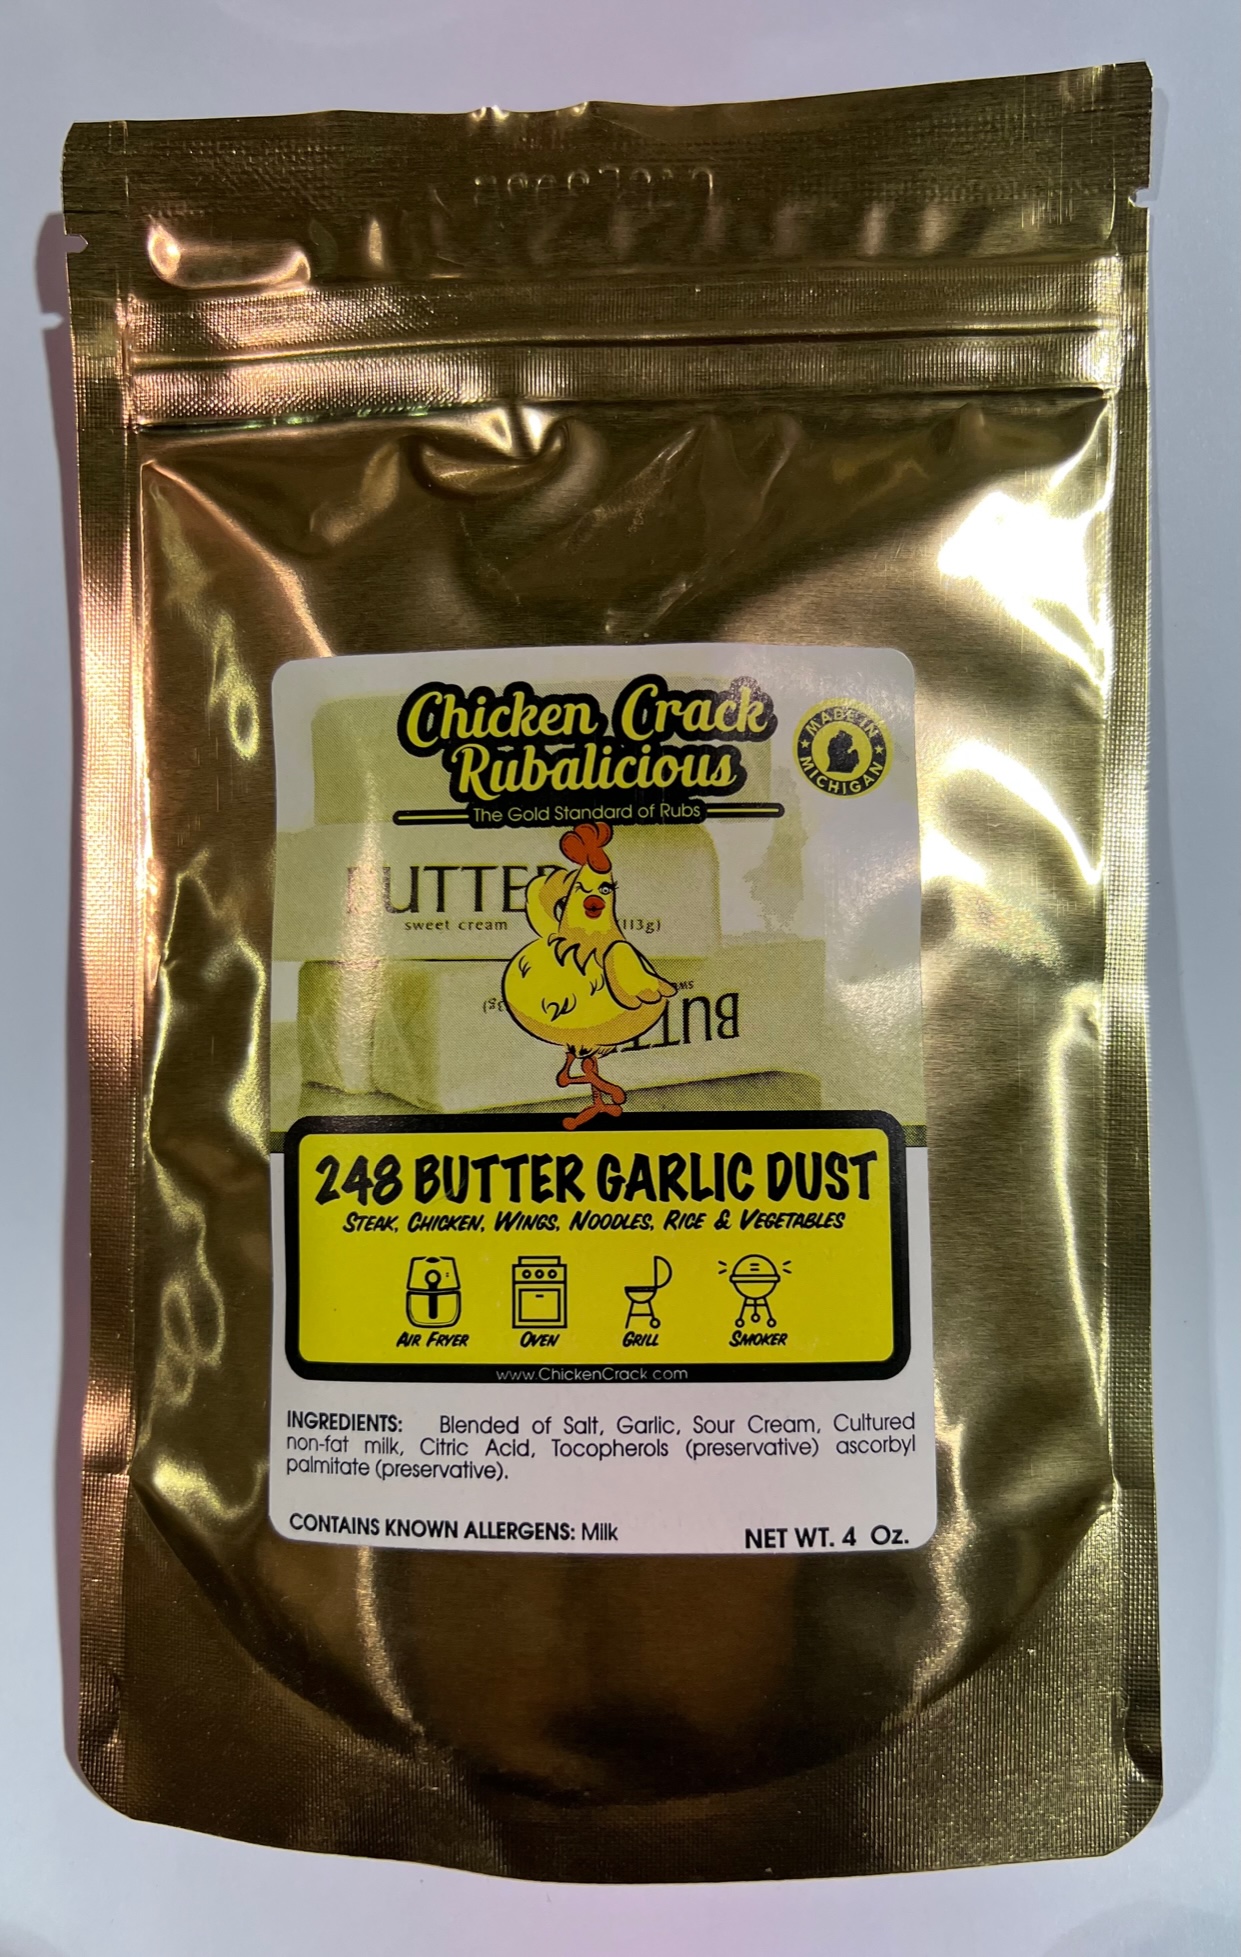 Chicken Crack
Rubalicious
The Gold Standard of Rubs
MADE IN
MICHIGAN
BUTTER
sweet cream (113g)
BUTT
248 BUTTER GARLIC DUST
STEAK, CHICKEN, WINGS, NOODLES, RICE & VEGETABLES
AIR FRYER OVEN GRILL SMOKER
www.ChickenCrack.com
INGREDIENTS: Blended of Salt, Garlic, Sour Cream, Cultured
non-fat milk, Citric Acid, Tocopherols (preservative) ascorbyl
palmitate (preservative).
CONTAINS KNOWN ALLERGENS: Milk
NET WT. 4 Oz.